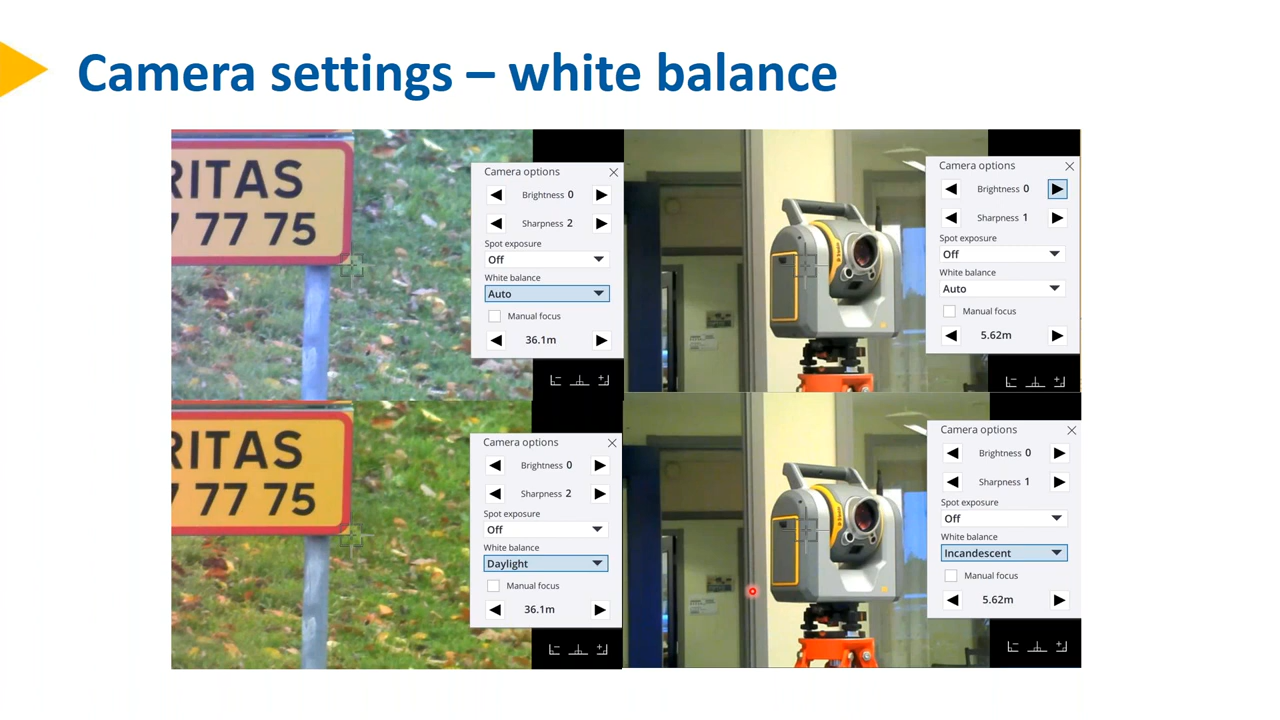 Camera settings – white balance
RITAS
77 75
Camera options
Brightness 0
Sharpness 2
Spot exposure
Off
White balance
Auto
Manual focus
36.1m
Camera options
Brightness 0
Sharpness 1
Spot exposure
Off
White balance
Auto
Manual focus
5.62m
RITAS
77 75
Camera options
Brightness 0
Sharpness 2
Spot exposure
Off
White balance
Daylight
Manual focus
36.1m
Camera options
Brightness 0
Sharpness 1
Spot exposure
Off
White balance
Incandescent
Manual focus
5.62m